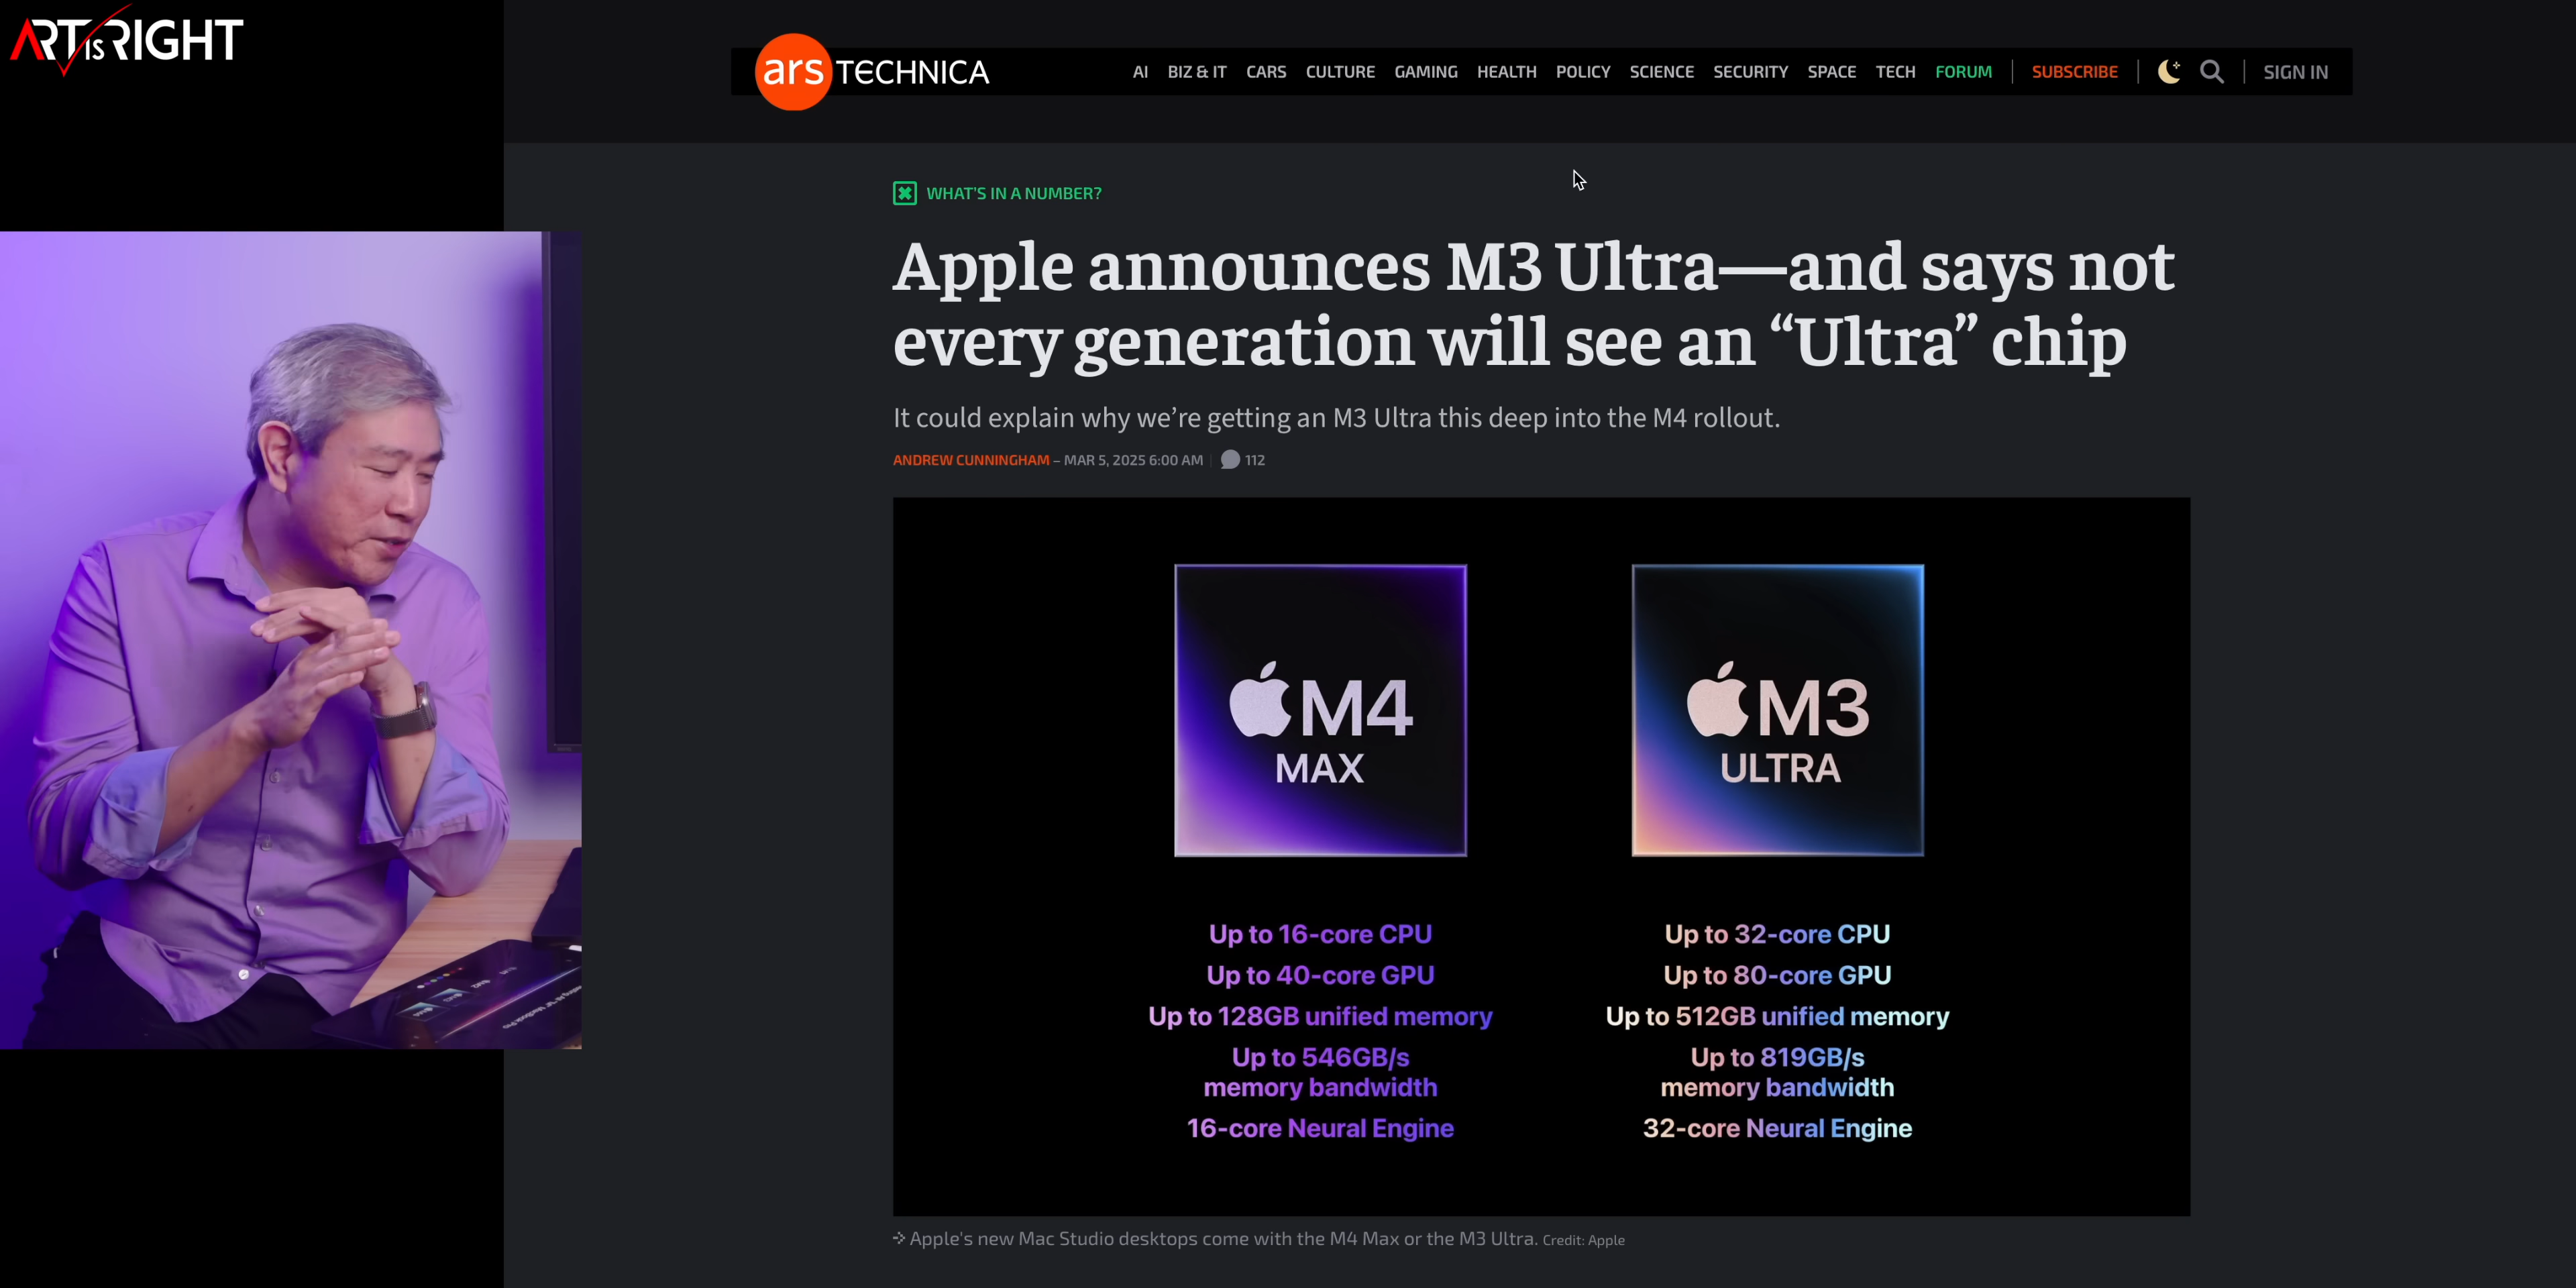 ART IS RIGHT
ars TECHNICA
AI BIZ & IT CARS CULTURE GAMING HEALTH POLICY SCIENCE SECURITY SPACE TECH FORUM SUBSCRIBE SIGN IN
WHAT'S IN A NUMBER?
Apple announces M3 Ultra—and says not
every generation will see an “Ultra” chip
It could explain why we’re getting an M3 Ultra this deep into the M4 rollout.
ANDREW CUNNINGHAM – MAR 5, 2025 6:00 AM 112
M4
MAX
Up to 16-core CPU
Up to 40-core GPU
Up to 128GB unified memory
Up to 546GB/s
memory bandwidth
16-core Neural Engine
M3
ULTRA
Up to 32-core CPU
Up to 80-core GPU
Up to 512GB unified memory
Up to 819GB/s
memory bandwidth
32-core Neural Engine
Apple's new Mac Studio desktops come with the M4 Max or the M3 Ultra. Credit: Apple